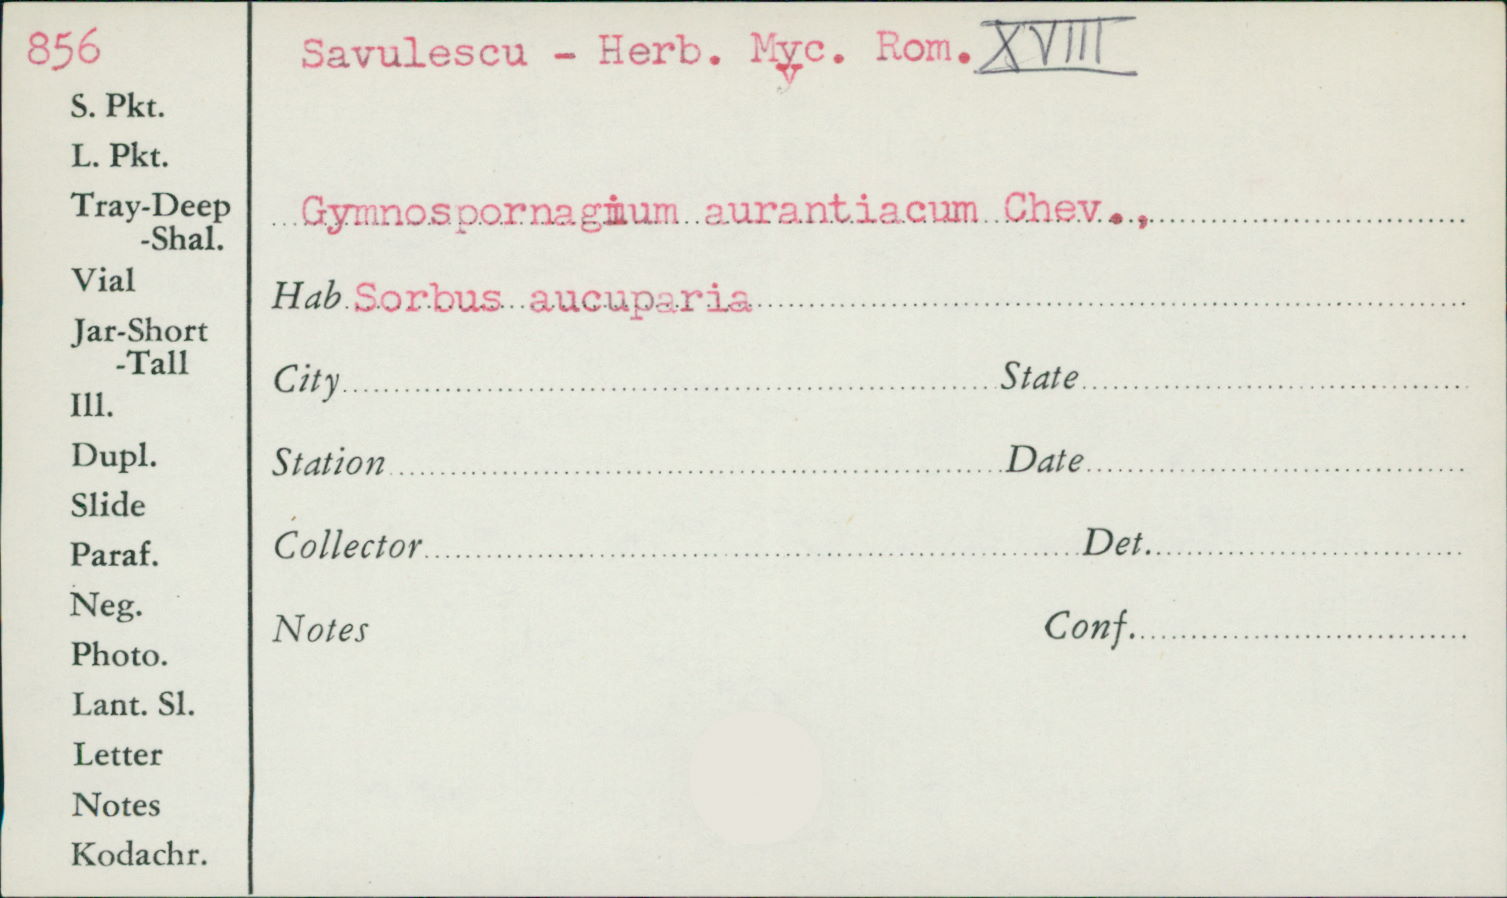 856
Savulescu - Herb. Myc. Rom. XVIII
v
S. Pkt.
L. Pkt.
Tray-Deep
-Shal.
Vial
Jar-Short
-Tall
Ill.
Dupl.
Slide
Paraf.
Neg.
Photo.
Lant. Sl.
Letter
Notes
Kodachr.
Gymnospornagium aurantiacum Chev.,
Hab Sorbus aucuparia
City State
Station Date
Collector Det.
Notes Conf.